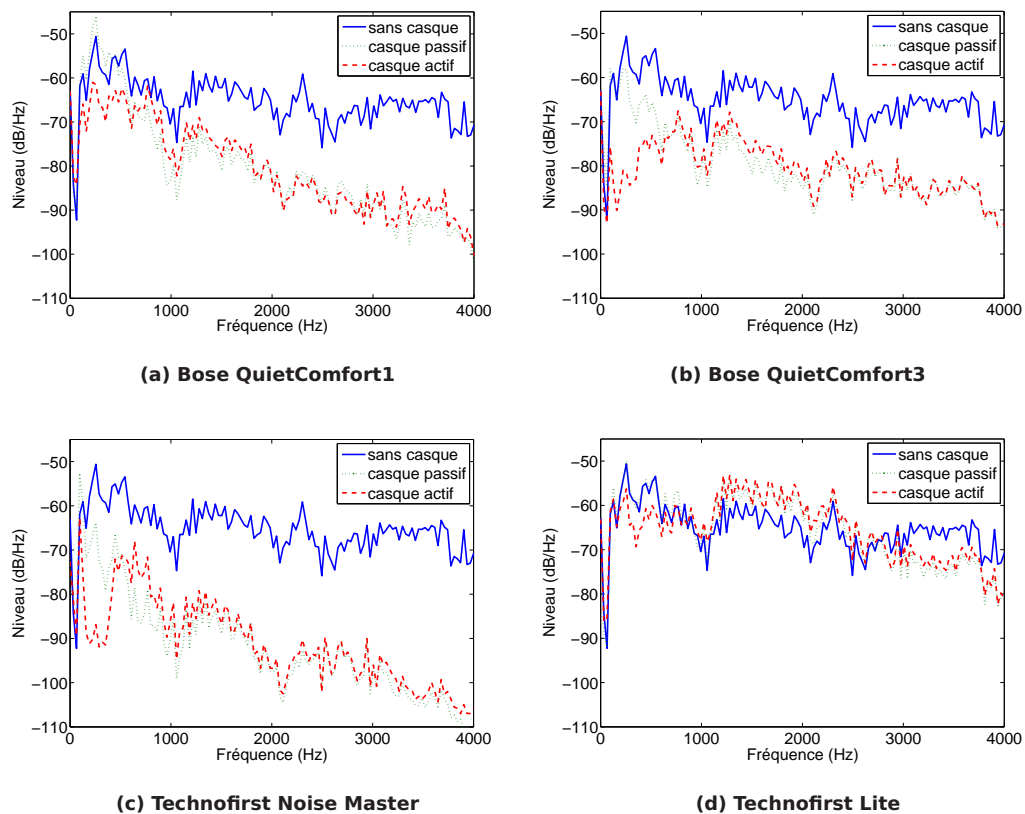 −50
−60
−70
−80
−90
−100
−110
0
1000
2000
3000
4000
Niveau (dB/Hz)
Fréquence (Hz)
sans casque
casque passif
casque actif
(a) Bose QuietComfort1
−50
−60
−70
−80
−90
−100
−110
0
1000
2000
3000
4000
Niveau (dB/Hz)
Fréquence (Hz)
sans casque
casque passif
casque actif
(b) Bose QuietComfort3
−50
−60
−70
−80
−90
−100
−110
0
1000
2000
3000
4000
Niveau (dB/Hz)
Fréquence (Hz)
sans casque
casque passif
casque actif
(c) Technofirst Noise Master
−50
−60
−70
−80
−90
−100
−110
0
1000
2000
3000
4000
Niveau (dB/Hz)
Fréquence (Hz)
sans casque
casque passif
casque actif
(d) Technofirst Lite